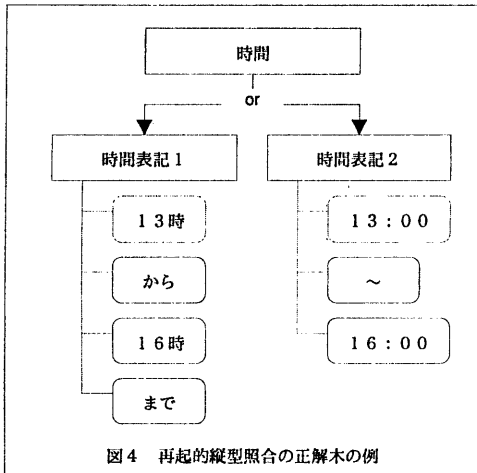 時間
or
時間表記1
時間表記2
13時
13：00
から
～
16時
16：00
まで
図4 再起的縦型照合の正解木の例